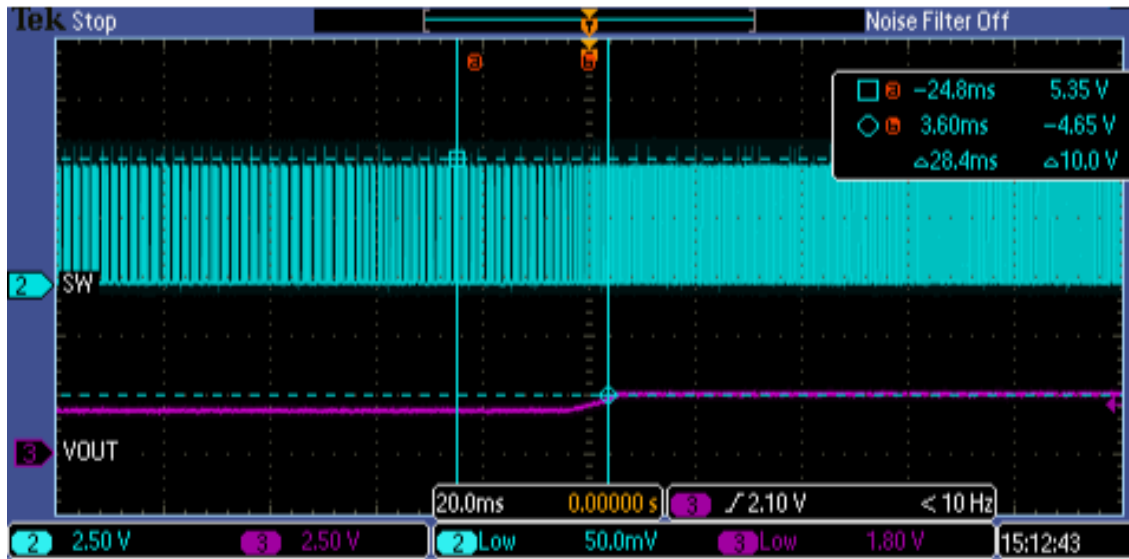 Tek Stop
Noise Filter Off
T
a b
a −24.8ms 5.35 V
b 3.60ms −4.65 V
△28.4ms △10.0 V
2 SW
3 VOUT
20.0ms 0.00000 s 3 2.10 V < 10 Hz
2 2.50 V 3 2.50 V 2 Low 50.0mV 3 Low 1.80 V 15:12:43